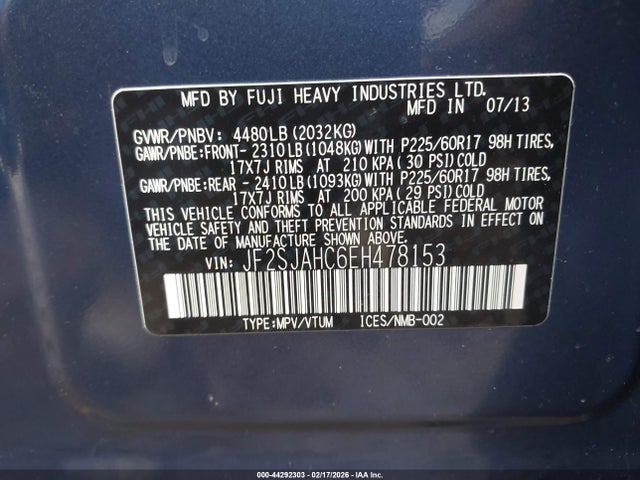 MFD BY FUJI HEAVY INDUSTRIES LTD.
MFD IN 07/13
GVWR/PNBV: 4480LB(2032KG)
GAWR/PNBE:FRONT- 2310LB(1048KG)WITH P225/60R17 98H TIRES,
17X7J RIMS AT 210 KPA(30 PSI)COLD
GAWR/PNBE:REAR - 2410LB(1093KG)WITH P225/60R17 98H TIRES,
17X7J RIMS AT 200 KPA(29 PSI)COLD
THIS VEHICLE CONFORMS TO ALL APPLICABLE FEDERAL MOTOR
VEHICLE SAFETY AND THEFT PREVENTION STANDARDS IN EFFECT ON
THE DATE OF MANUFACTURE SHOWN ABOVE.
VIN: JF2SJAHC6EH478153
TYPE:MPV/VTUM ICES/NMB-002
000-44292303 - 02/17/2026 - IAA Inc.